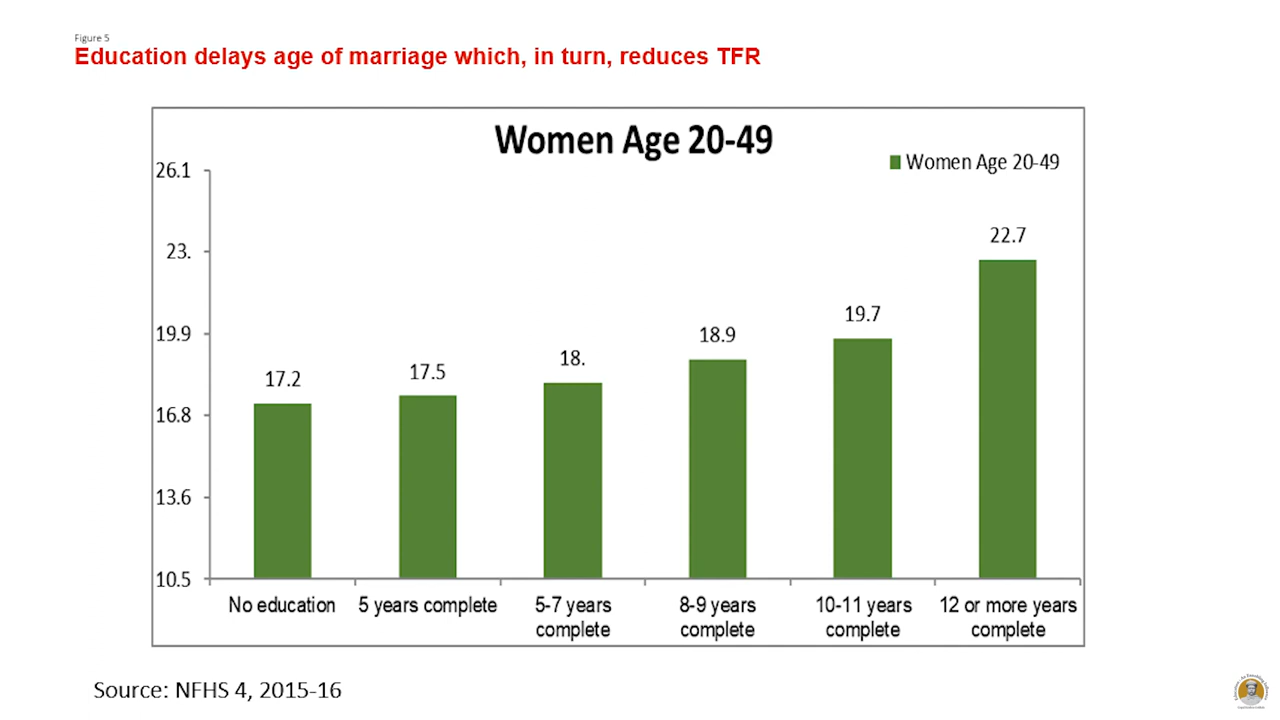 Figure 5
Education delays age of marriage which, in turn, reduces TFR
Women Age 20-49
Women Age 20-49
26.1
23.
19.9
16.8
13.6
10.5
17.2
17.5
18.
18.9
19.7
22.7
No education
5 years complete
5-7 years
complete
8-9 years
complete
10-11 years
complete
12 or more years
complete
Source: NFHS 4, 2015-16